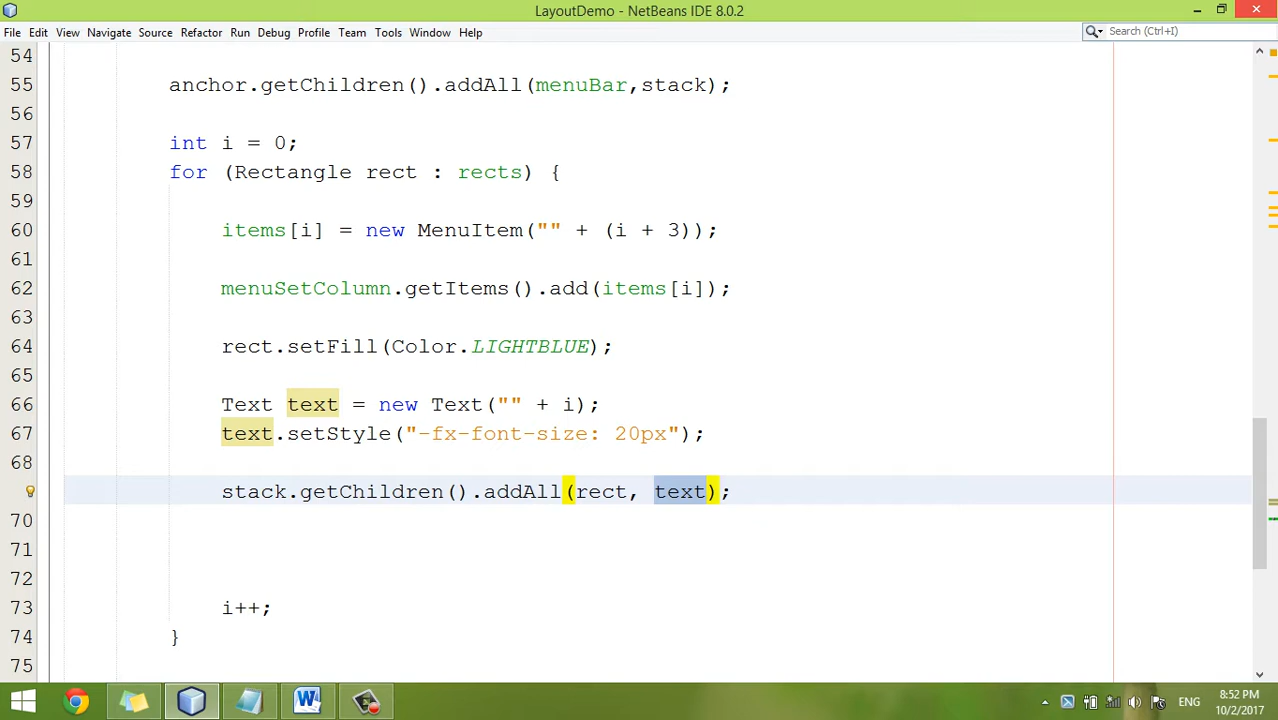 LayoutDemo - NetBeans IDE 8.0.2
File Edit View Navigate Source Refactor Run Debug Profile Team Tools Window Help
Search (Ctrl+I)
54
55 anchor.getChildren().addAll(menuBar,stack);
56
57 int i = 0;
58 for (Rectangle rect : rects) {
59
60 items[i] = new MenuItem("" + (i + 3));
61
62 menuSetColumn.getItems().add(items[i]);
63
64 rect.setFill(Color.LIGHTBLUE);
65
66 Text text = new Text("" + i);
67 text.setStyle("-fx-font-size: 20px");
68
stack.getChildren().addAll(rect, text);
70
71
72
73 i++;
74 }
75
ENG
8:52 PM
10/2/2017